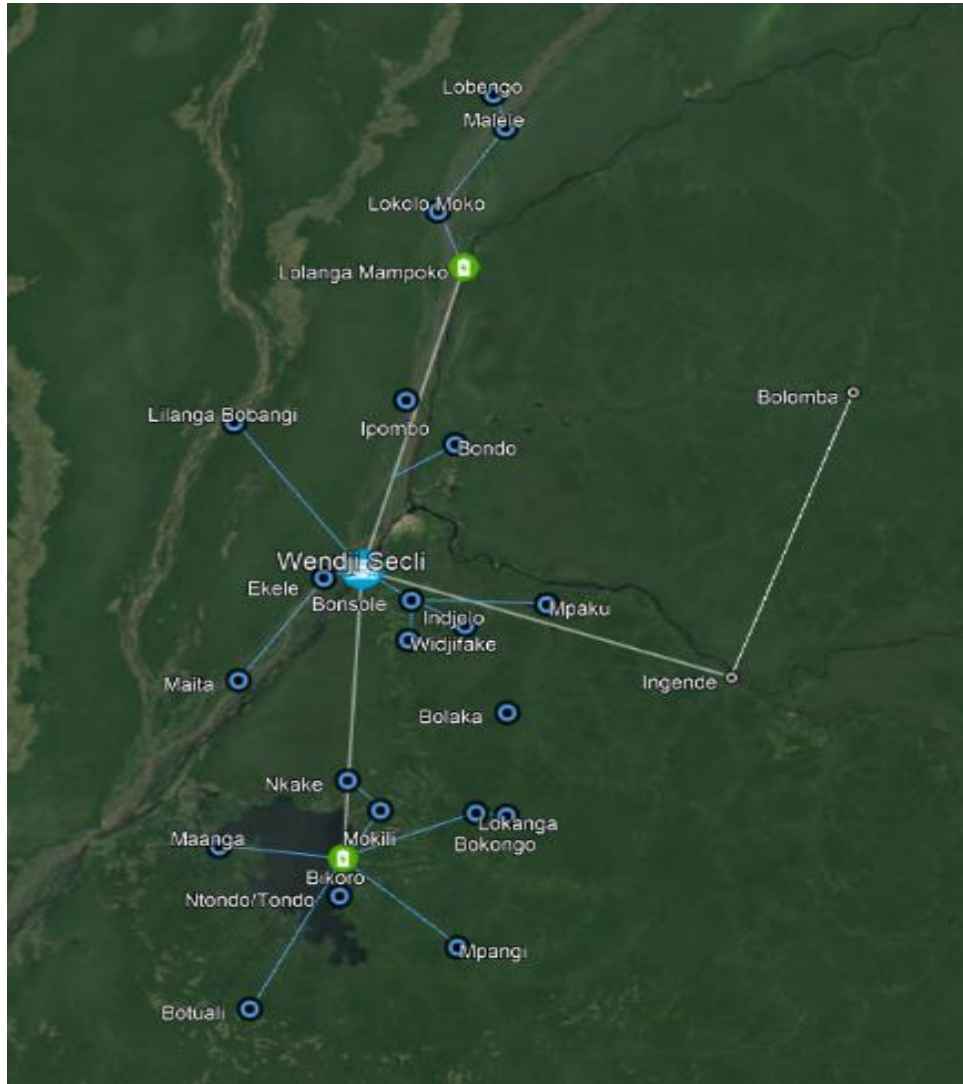 Lobengo
Malele
Lokolo Moko
Lolanga Mampoko
Bolomba
Lilanga Bobangi
Ipombo
Bondo
Wendji Secli
Ekele
Bonsole
Mpaku
Indjelo
Widjifake
Maita
Ingende
Bolaka
Nkake
Maanga
Mokili
Lokanga
Bokongo
Bikoro
Ntondo/Tondo
Mpangi
Botuali